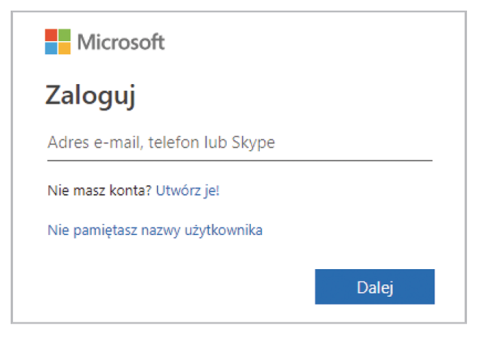 Microsoft
Zaloguj
Adres e-mail, telefon lub Skype
Nie masz konta? Utwórz je!
Nie pamiętasz nazwy użytkownika
Dalej